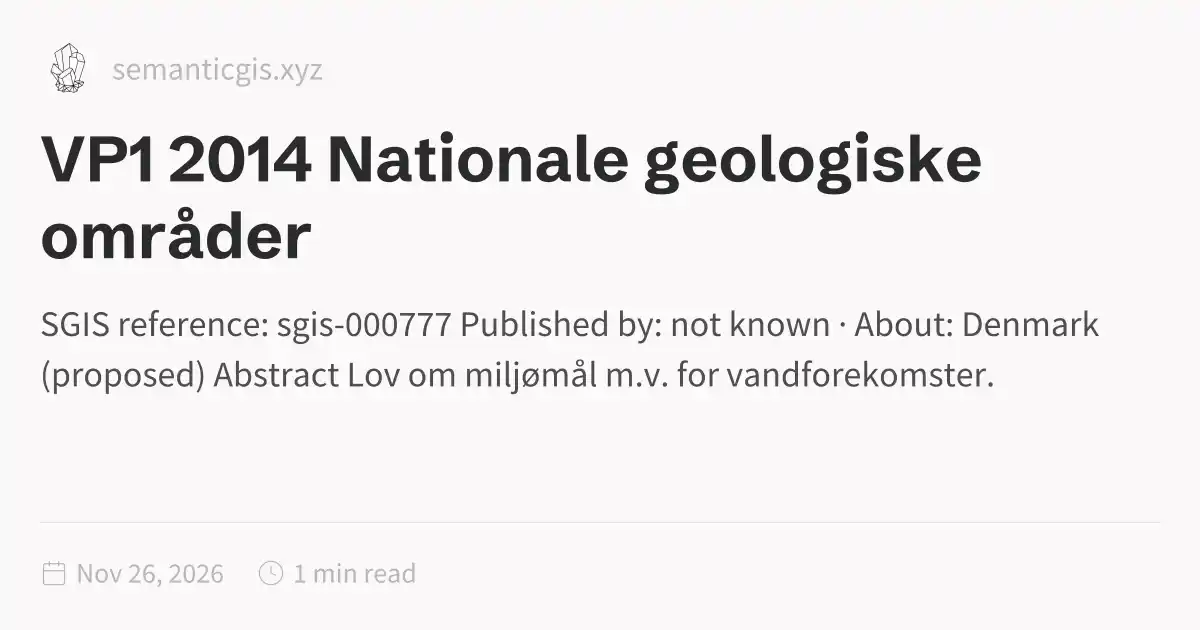 semanticgis.xyz
VP1 2014 Nationale geologiske
områder
SGIS reference: sgis-000777 Published by: not known · About: Denmark
(proposed) Abstract Lov om miljømål m.v. for vandforekomster.
Nov 26, 2026 1 min read